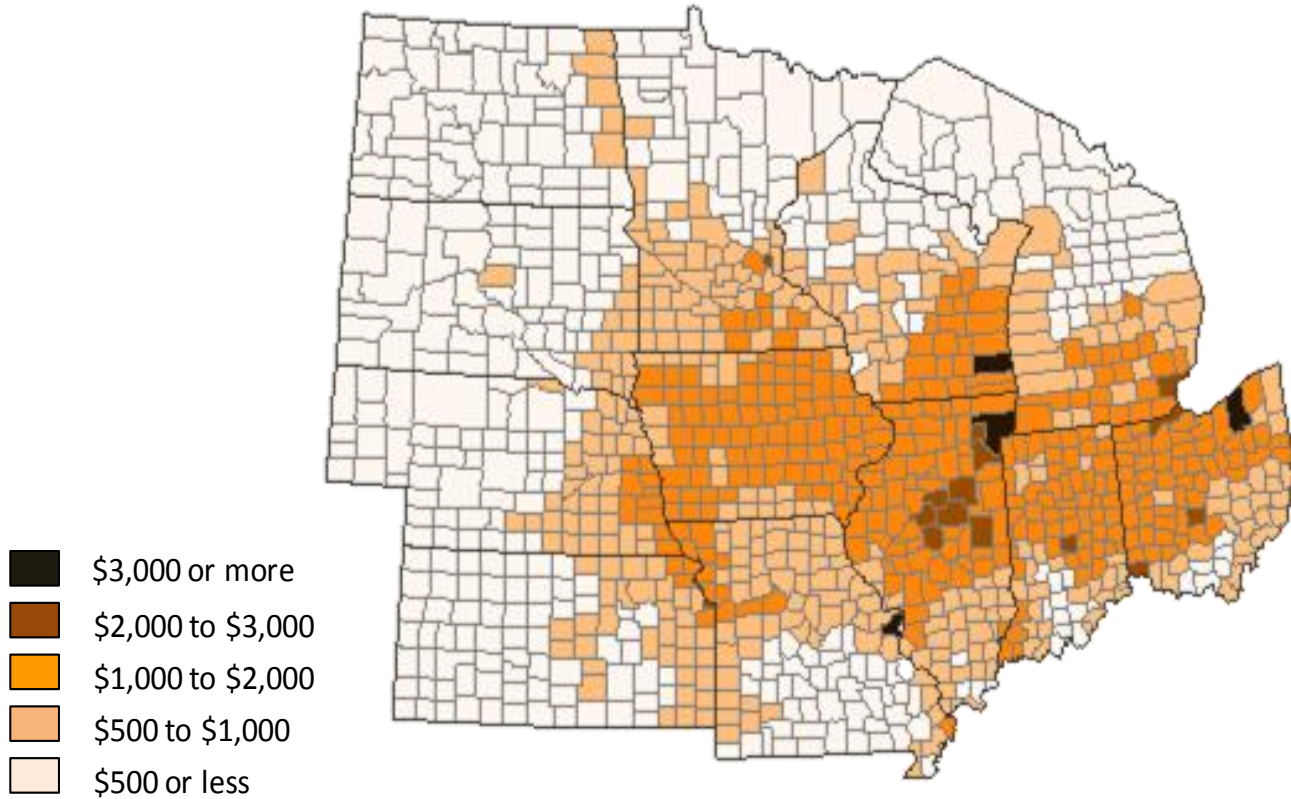 $3,000 or more
$2,000 to $3,000
$1,000 to $2,000
$500 to $1,000
$500 or less